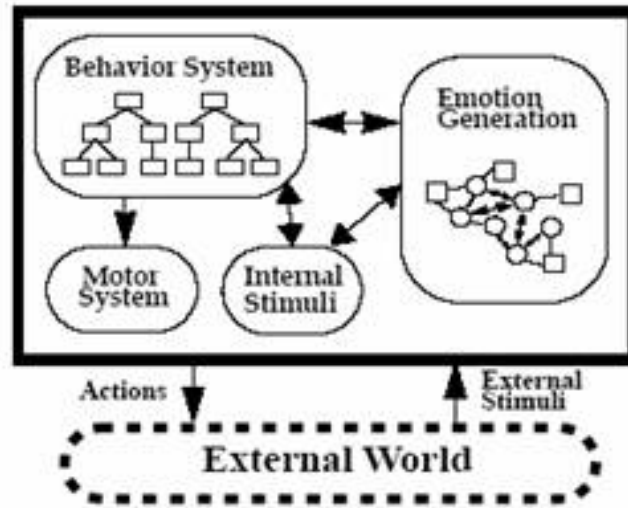 Behavior System
Emotion
Generation
Motor
System
Internal
Stimuli
Actions
External
Stimuli
External World